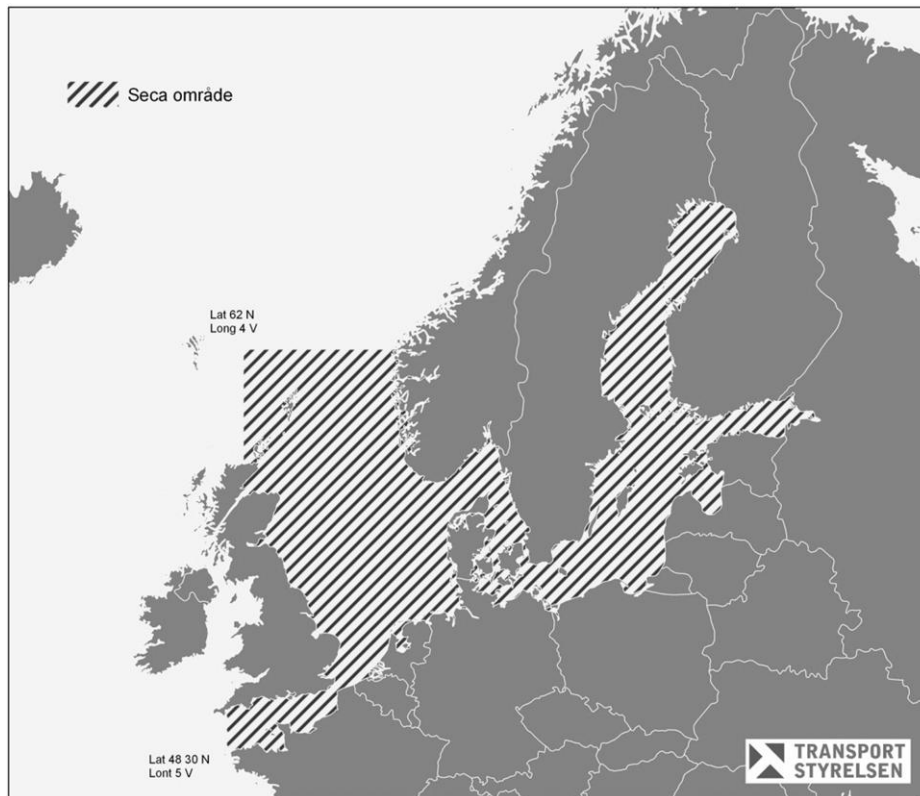 Seca område
Lat 62 N
Long 4 V
Lat 48 30 N
Lont 5 V
TRANSPORT
STYRELSEN